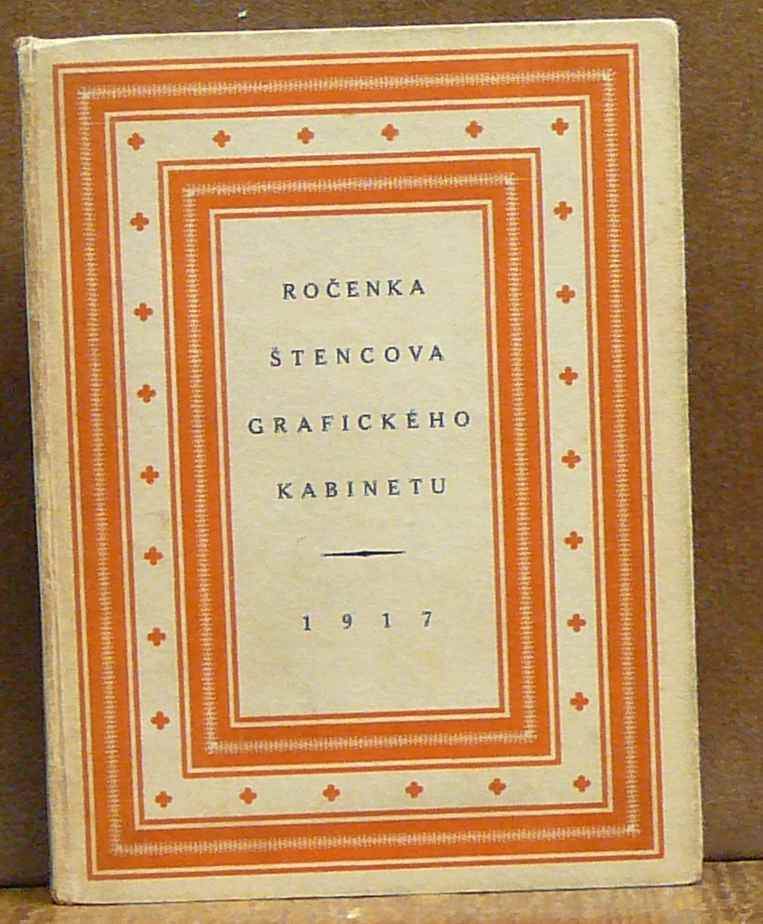 ROČENKA
ŠTENCOVA
GRAFICKÉHO
KABINETU
1917